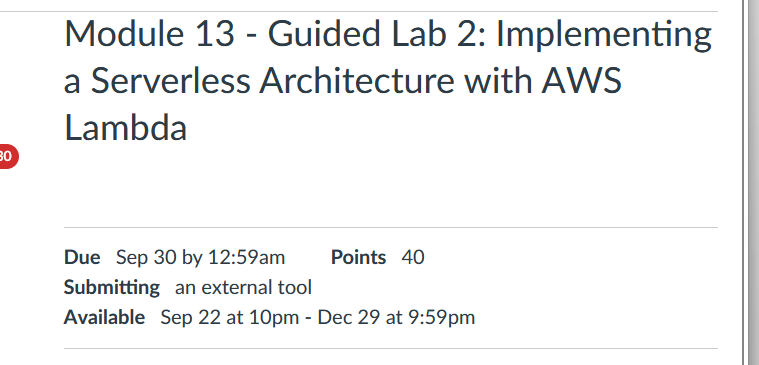 Module 13 - Guided Lab 2: Implementing
a Serverless Architecture with AWS
Lambda
30
Due Sep 30 by 12:59am Points 40
Submitting an external tool
Available Sep 22 at 10pm - Dec 29 at 9:59pm